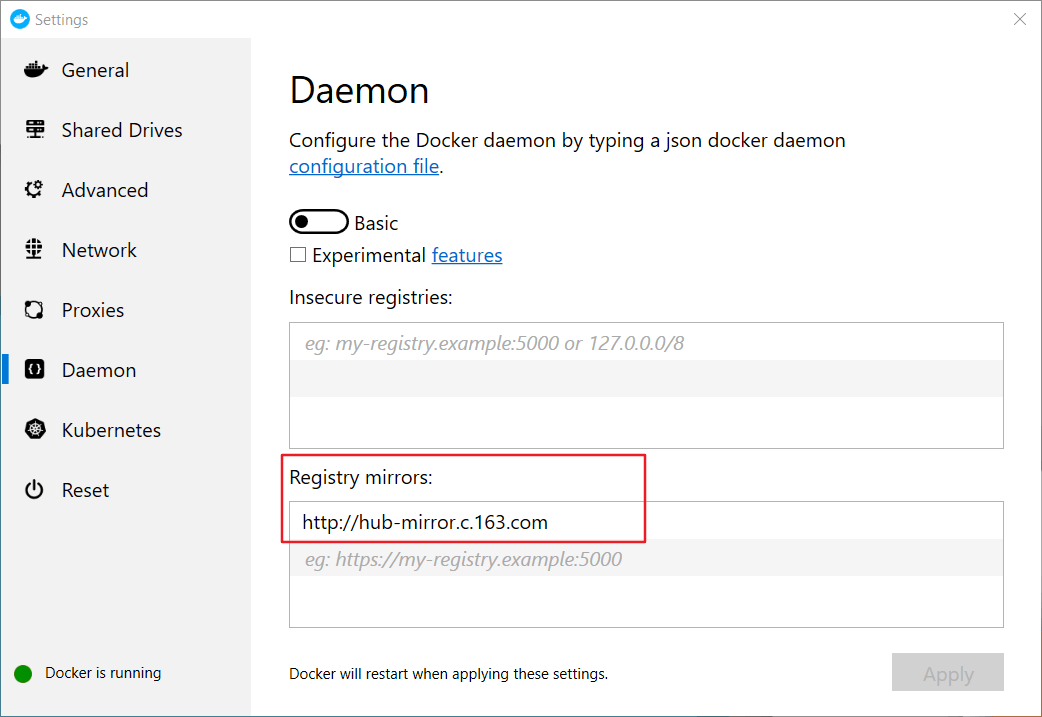 Settings
General
Shared Drives
Advanced
Network
Proxies
Daemon
Kubernetes
Reset
Docker is running
Daemon
Configure the Docker daemon by typing a json docker daemon
configuration file.
Basic
Experimental features
Insecure registries:
eg: my-registry.example:5000 or 127.0.0.0/8
Registry mirrors:
http://hub-mirror.c.163.com
eg: https://my-registry.example:5000
Docker will restart when applying these settings.
Apply